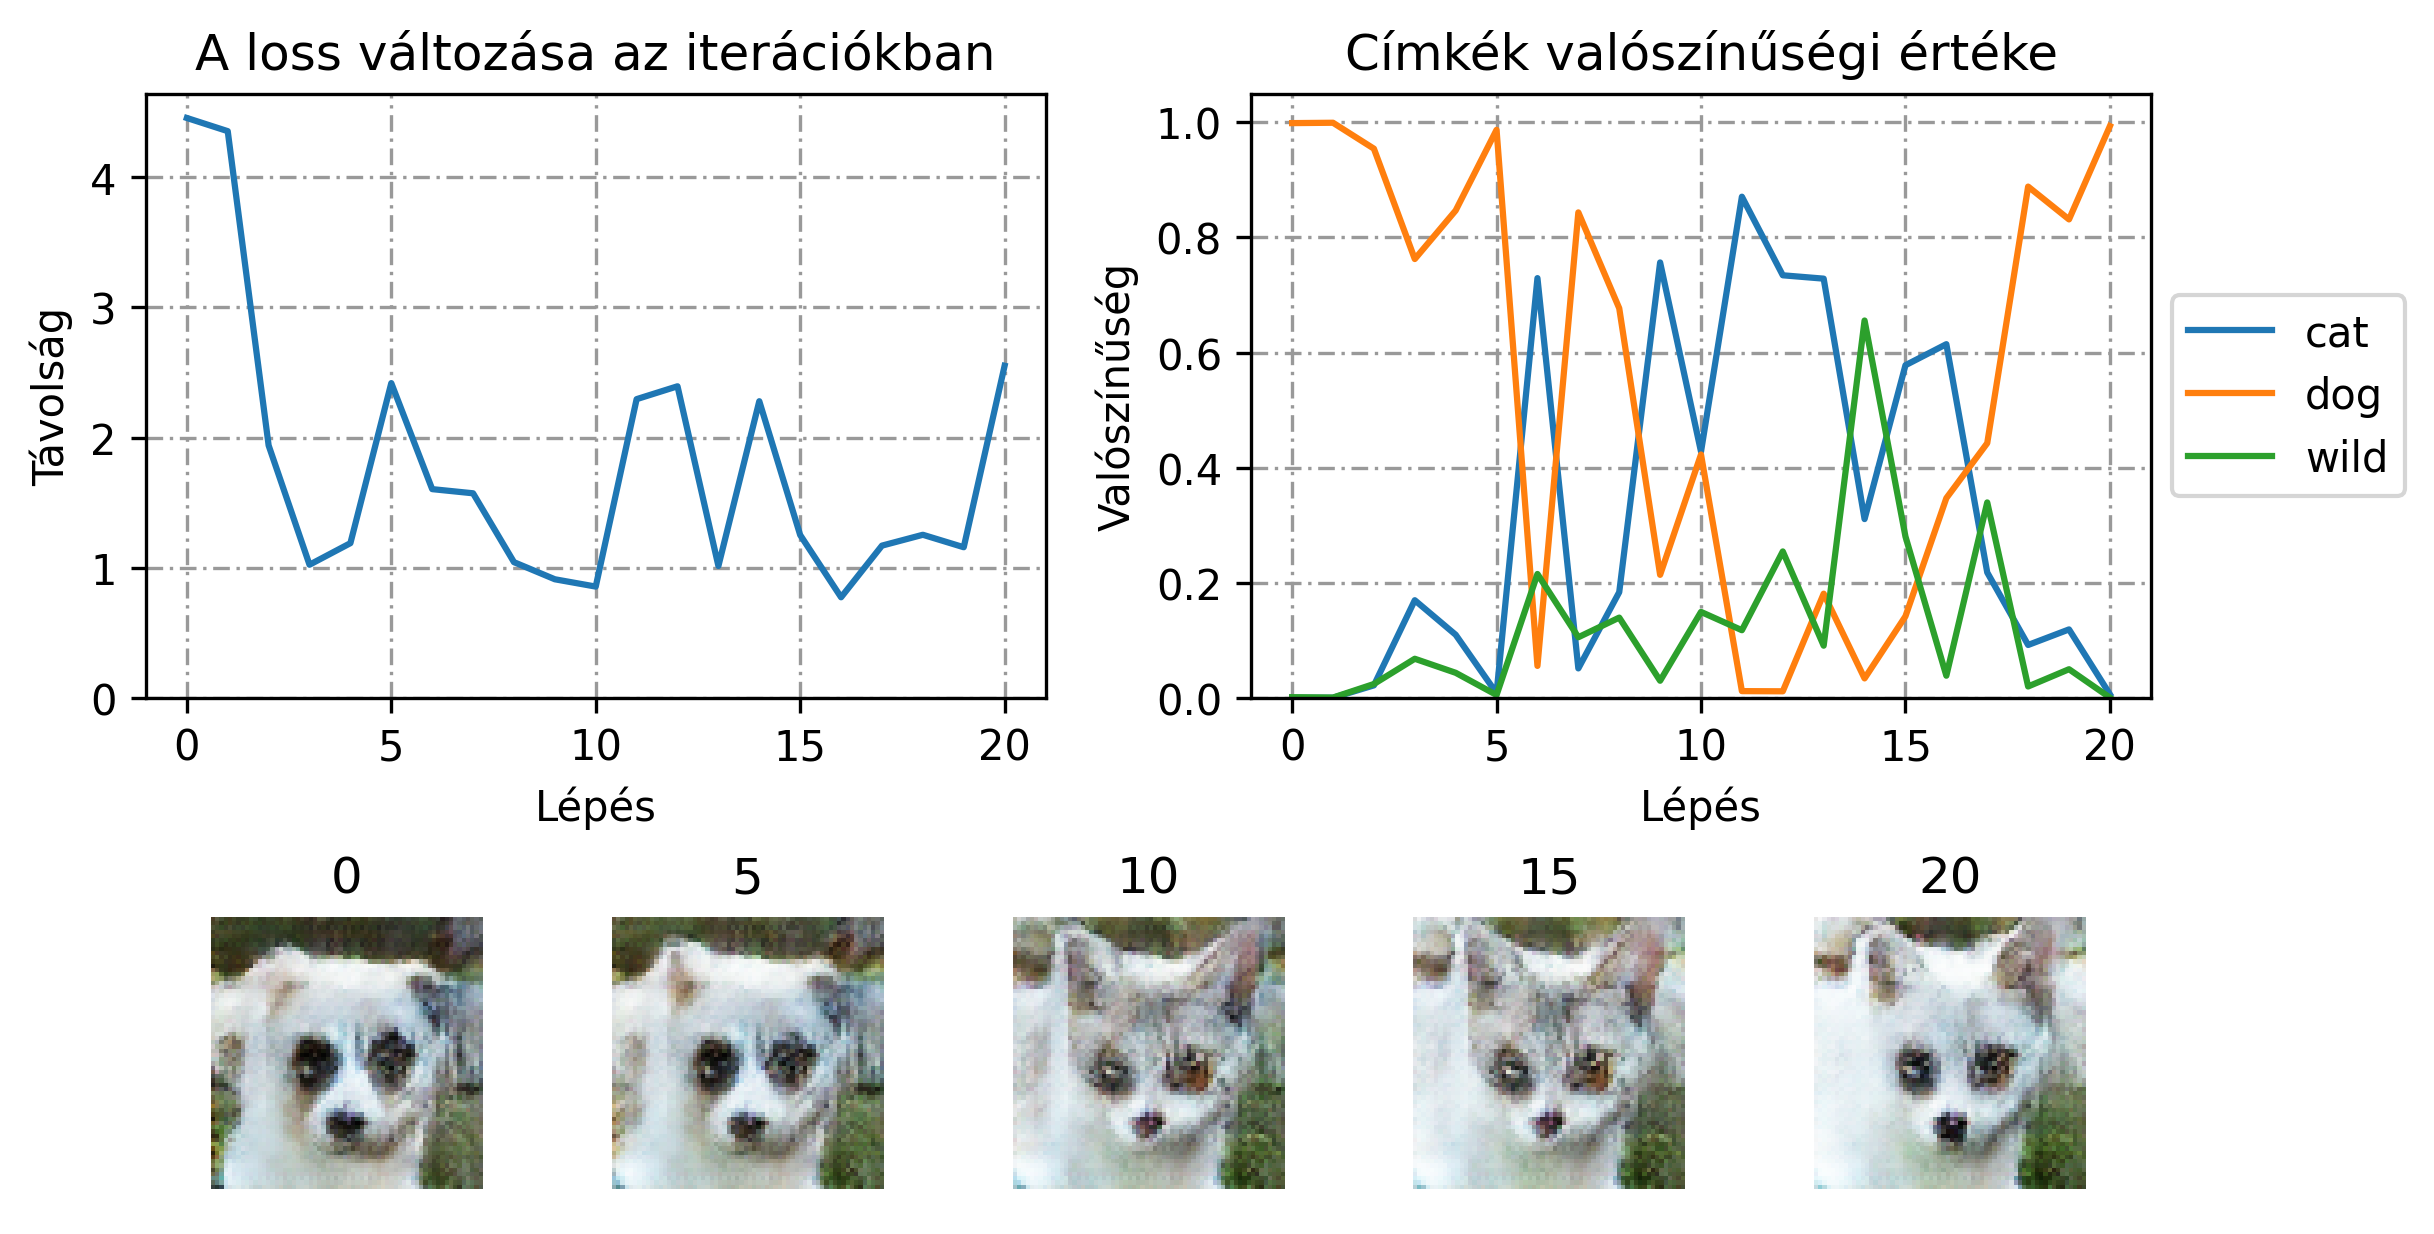 A loss változása az iterációkban
Távolság
4
3
2
1
0
0 5 10 15 20
Lépés
Címkék valószínűségi értéke
Valószínűség
1.0
0.8
0.6
0.4
0.2
0.0
0 5 10 15 20
Lépés
cat
dog
wild
0 5 10 15 20